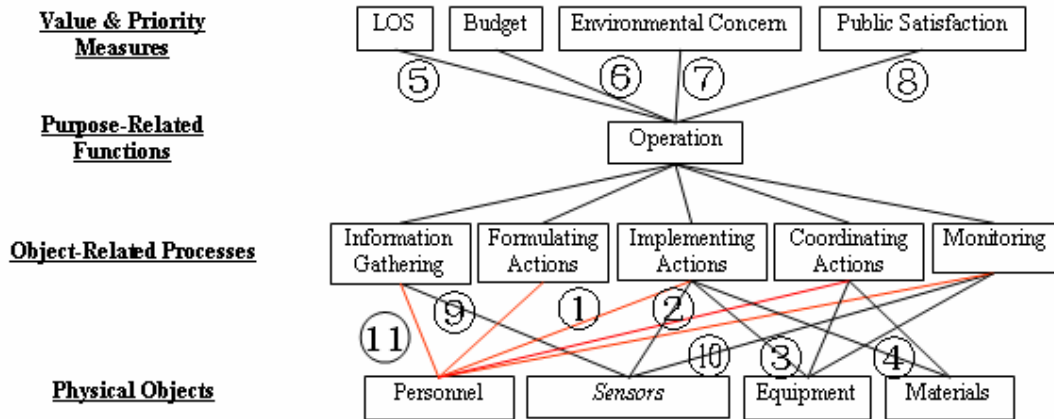 Value & Priority
Measures
LOS
Budget
Environmental Concern
Public Satisfaction
⑤
⑥
⑦
⑧
Purpose-Related
Functions
Operation
Object-Related Processes
Information
Gathering
Formulating
Actions
Implementing
Actions
Coordinating
Actions
Monitoring
⑪
⑨
①
②
⑩
③
④
Physical Objects
Personnel
Sensors
Equipment
Materials